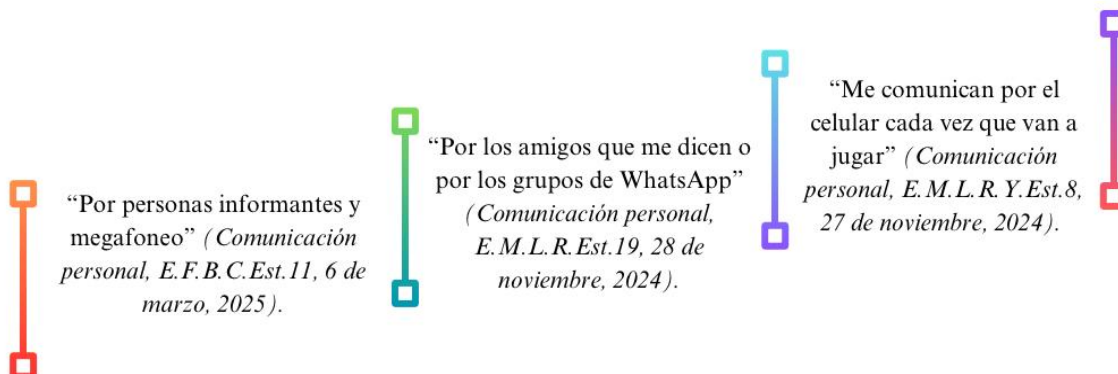 “Por personas informantes y
megafoneo” (Comunicación
personal, E.F.B.C.Est.11, 6 de
marzo, 2025).
“Por los amigos que me dicen o
por los grupos de WhatsApp”
(Comunicación personal,
E.M.L.R.Est.19, 28 de
noviembre, 2024).
“Me comunican por el
celular cada vez que van a
jugar” (Comunicación
personal, E.M.L.R.Y.Est.8,
27 de noviembre, 2024).